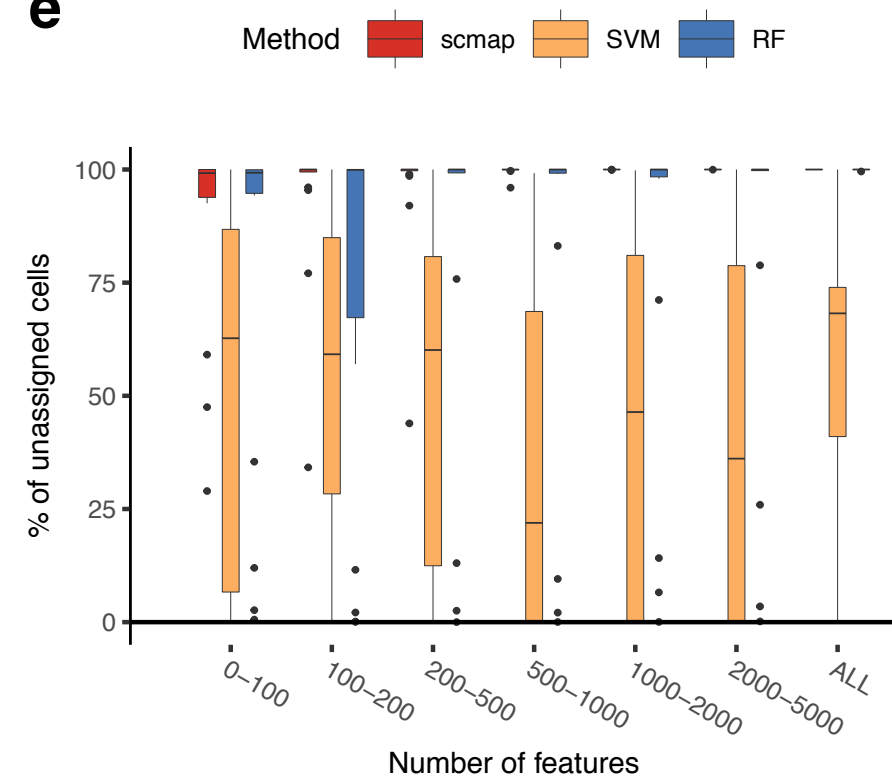 e
Method scmap SVM RF
100
75
50
25
0
% of unassigned cells
0–100 100–200 200–500 500–1000 1000–2000 2000–5000 ALL
Number of features